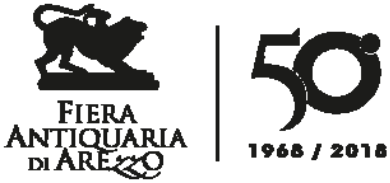 FIERA
ANTIQUARIA
DI AREZZO
50°
1968 / 2018